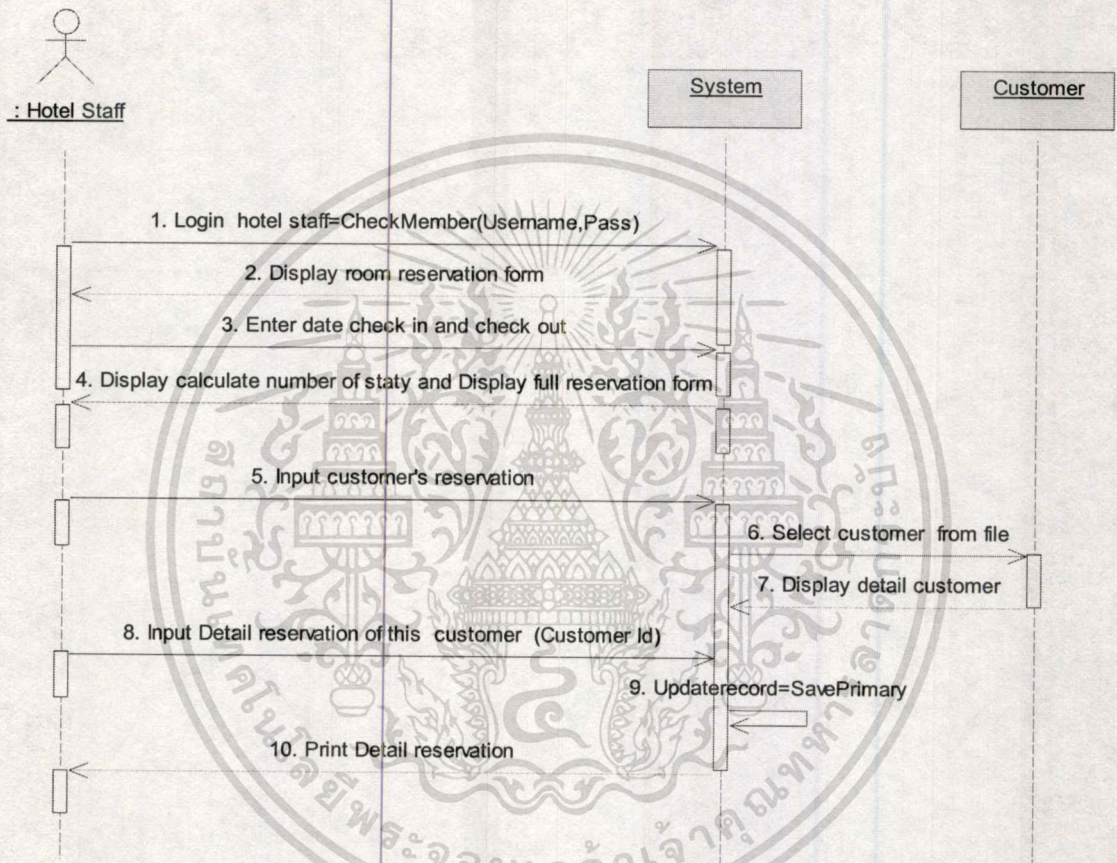 : Hotel Staff
System
Customer
1. Login hotel staff=CheckMember(Username,Pass)
2. Display room reservation form
3. Enter date check in and check out
4. Display calculate number of staty and Display full reservation form
5. Input customer's reservation
6. Select customer from file
7. Display detail customer
8. Input Detail reservation of this customer (Customer Id)
9. Updaterecord=SavePrimary
10. Print Detail reservation